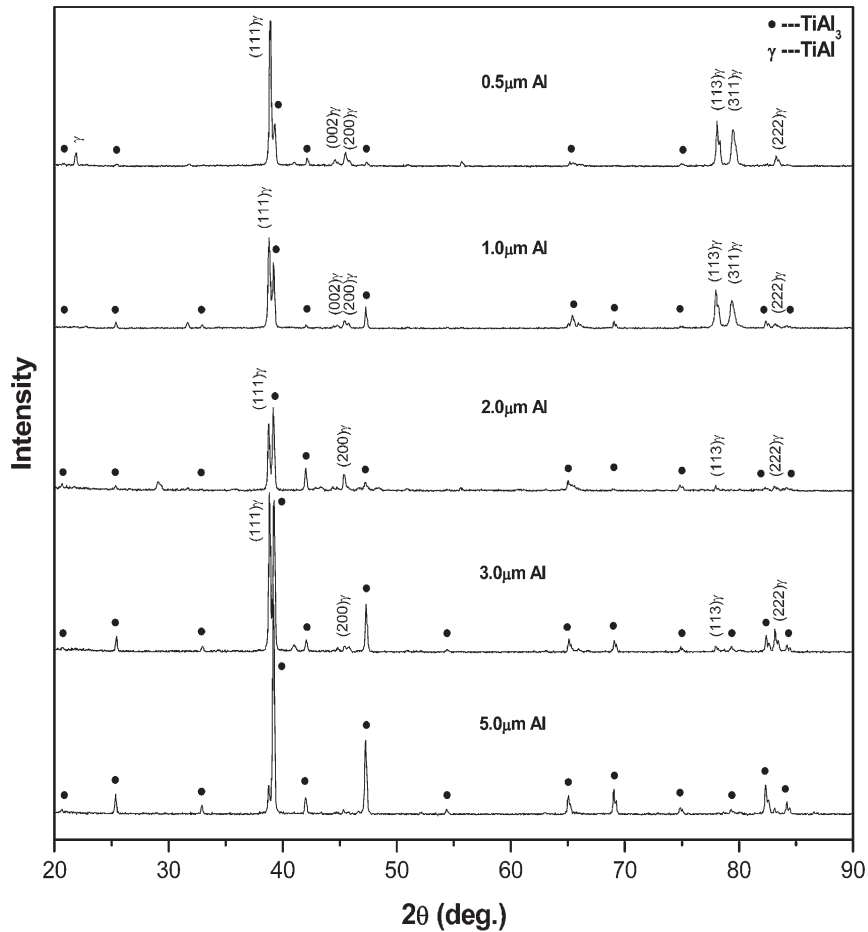 ● ---TiAl₃
γ ---TiAl
0.5μm Al
(111)γ
γ
(002)γ
(200)γ
(113)γ
(311)γ
(222)γ
1.0μm Al
(111)γ
(002)γ
(200)γ
(113)γ
(311)γ
(222)γ
2.0μm Al
(111)γ
(200)γ
(113)γ
(222)γ
3.0μm Al
(111)γ
(200)γ
(113)γ
(222)γ
5.0μm Al
Intensity
20 30 40 50 60 70 80 90
2θ (deg.)